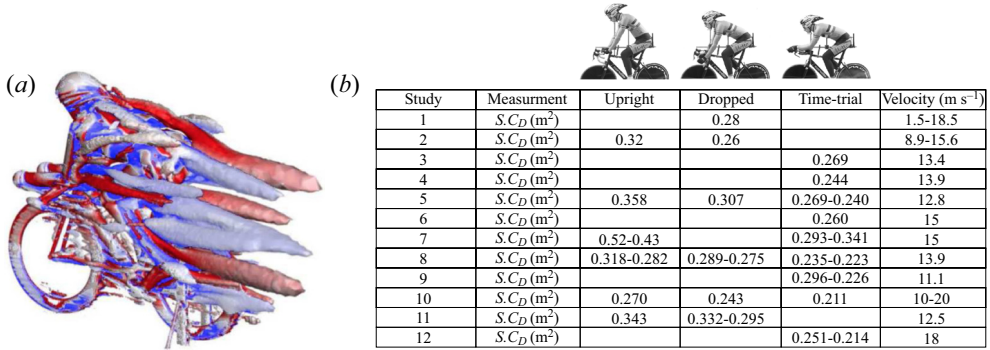 (a)
(b)
Study Measurment Upright Dropped Time-trial Velocity (m s⁻¹)
1 S.C_D (m²) 0.28 1.5-18.5
2 S.C_D (m²) 0.32 0.26 8.9-15.6
3 S.C_D (m²) 0.269 13.4
4 S.C_D (m²) 0.244 13.9
5 S.C_D (m²) 0.358 0.307 0.269-0.240 12.8
6 S.C_D (m²) 0.260 15
7 S.C_D (m²) 0.52-0.43 0.293-0.341 15
8 S.C_D (m²) 0.318-0.282 0.289-0.275 0.235-0.223 13.9
9 S.C_D (m²) 0.296-0.226 11.1
10 S.C_D (m²) 0.270 0.243 0.211 10-20
11 S.C_D (m²) 0.343 0.332-0.295 12.5
12 S.C_D (m²) 0.251-0.214 18